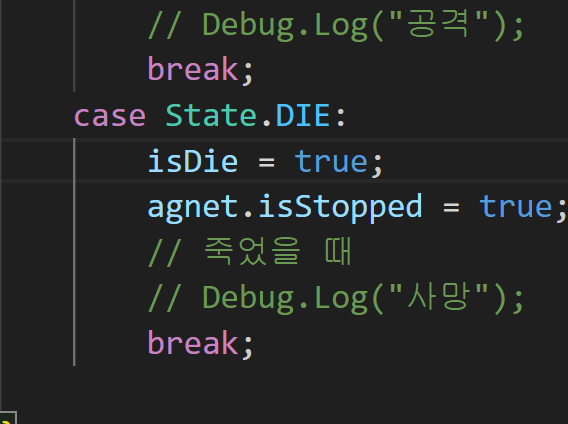 // Debug.Log("공격");
break;
case State.DIE:
isDie = true;
agnet.isStopped = true;
// 죽었을 때
// Debug.Log("사망");
break;